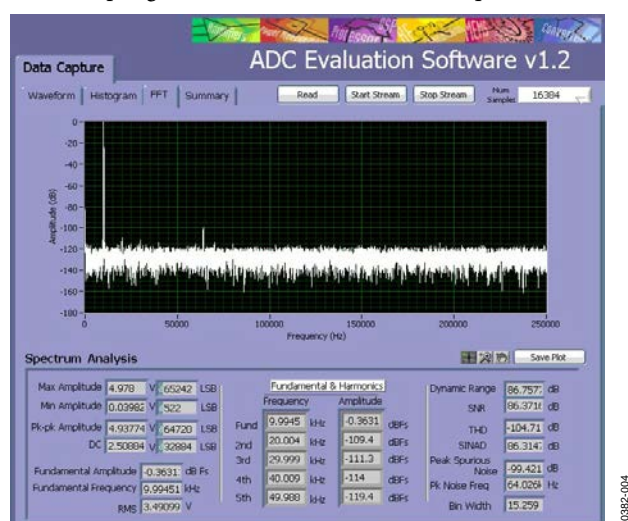 ADC Evaluation Software v1.2
Data Capture
Waveform Histogram FFT Summary Read Start Stream Stop Stream Num Samples 16384
0
-20
-40
-60
-80
-100
-120
-140
-160
-180
Amplitude (dB)
0 50000 100000 150000 200000 250000
Frequency (Hz)
Spectrum Analysis Save Plot
Max Amplitude 4.978 V 65242 LSB
Min Amplitude 0.03982 V 522 LSB
Pk-pk Amplitude 4.93774 V 64720 LSB
DC 2.50884 V 32884 LSB
Fundamental Amplitude -0.3631 dB Fs
Fundamental Frequency 9.99451 kHz
RMS 3.49099 V
Fundamental & Harmonics
Frequency Amplitude
Fund 9.9945 kHz -0.3631 dBFs
2nd 20.004 kHz -109.4 dBFs
3rd 29.999 kHz -111.3 dBFs
4th 40.009 kHz -114 dBFs
5th 49.988 kHz -119.4 dBFs
Dynamic Range 86.757 dB
SNR 86.371 dB
THD -104.71 dB
SINAD 86.314 dB
Peak Spurious Noise -99.421 dB
Pk Noise Freq 64.026 Hz
Bin Width 15.259
0382-004